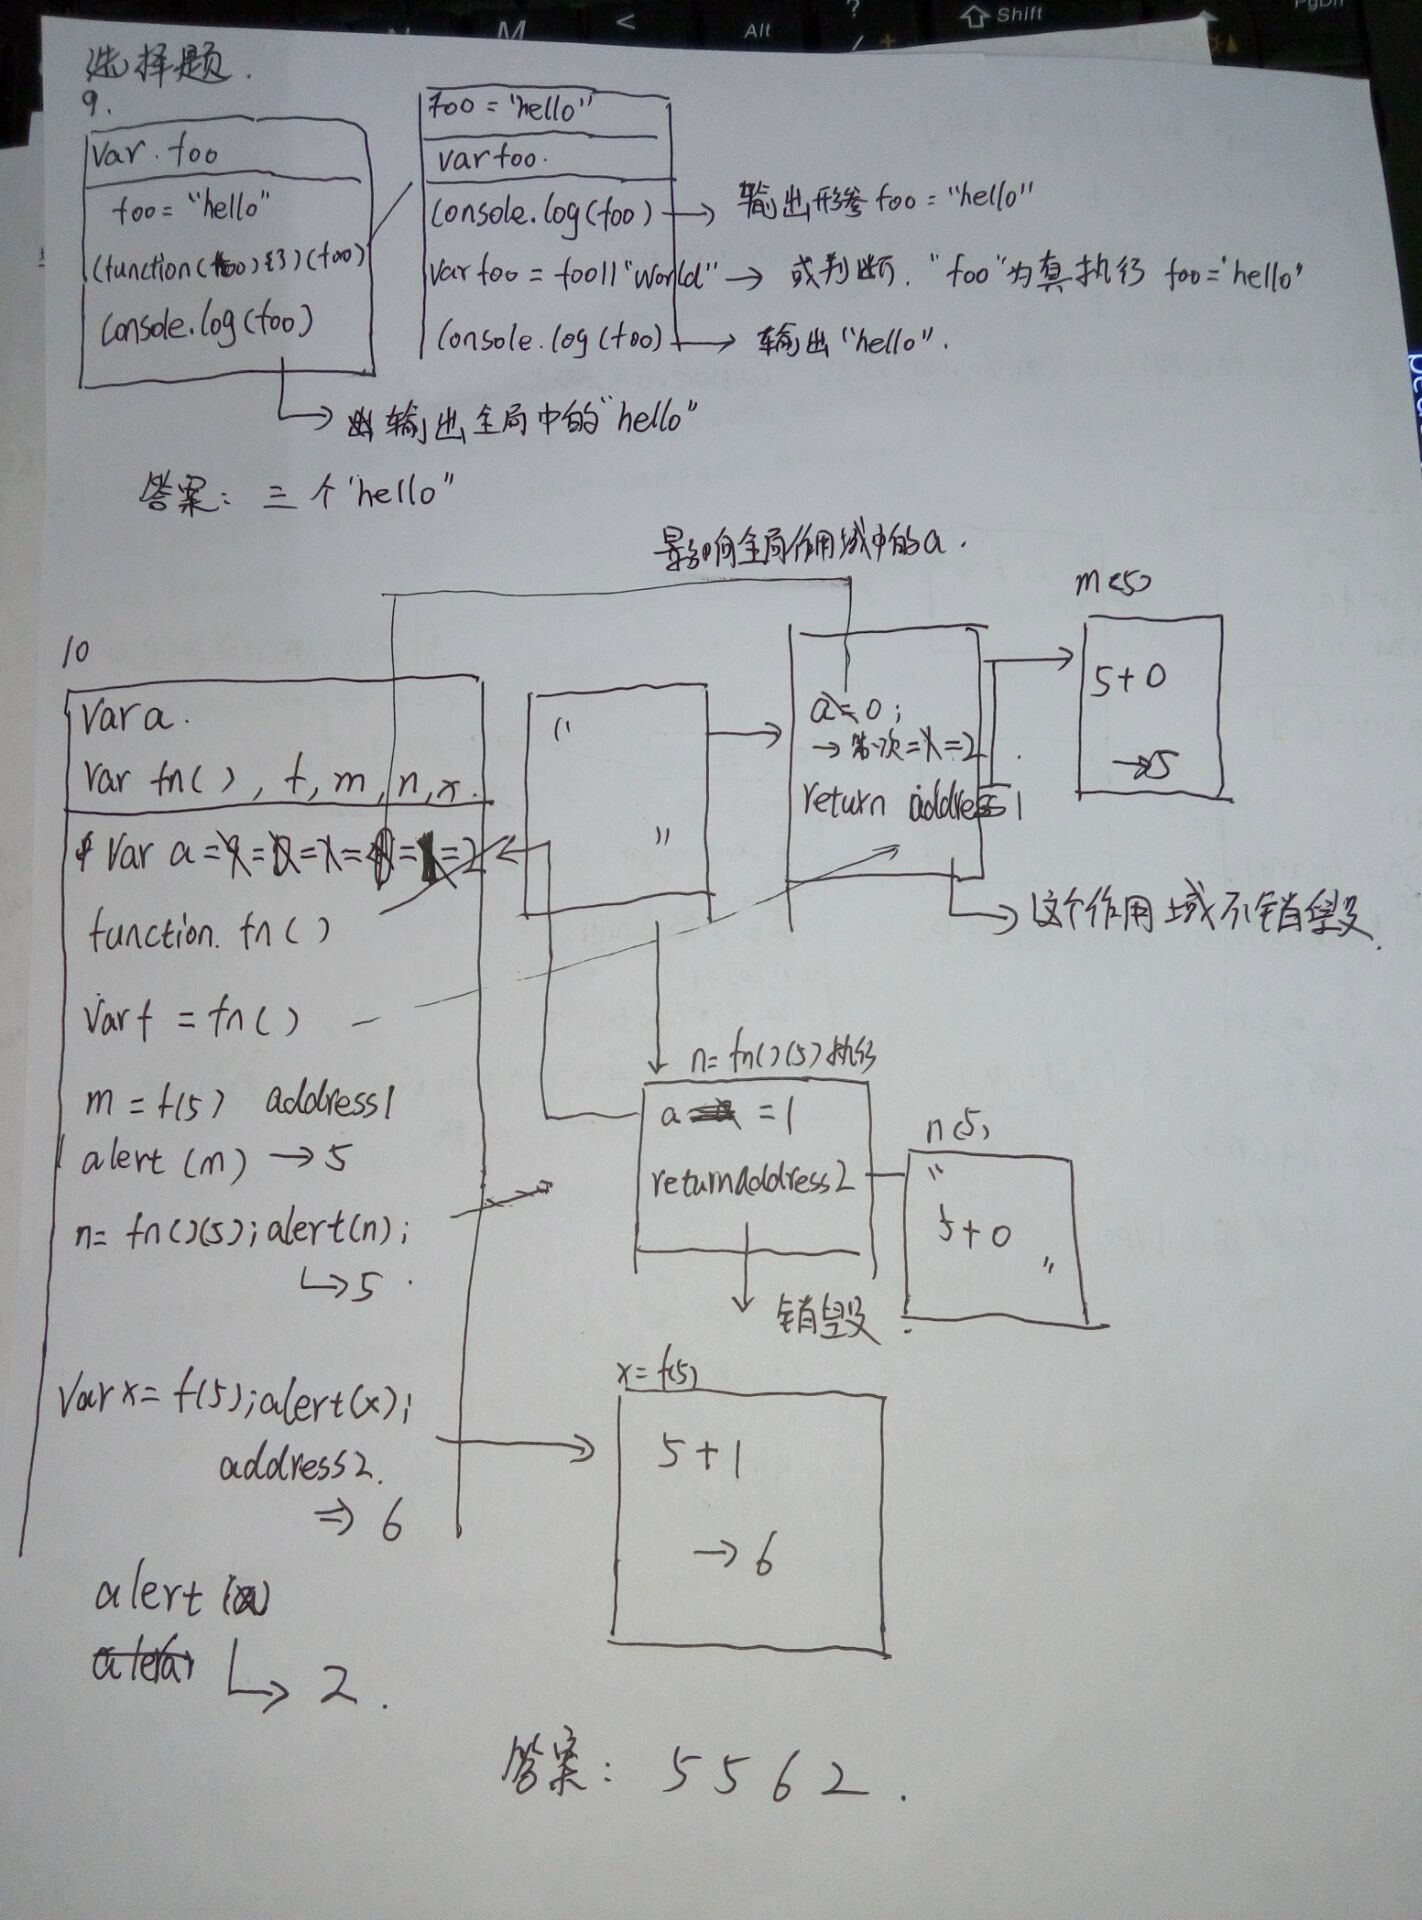 选择题.
9.
var. foo
foo = "hello"
(function(foo){})(foo)
console.log(foo)
输出全局中的"hello"
foo = "hello"
var foo.
console.log(foo) → 输出形参 foo = "hello"
var foo = foo||"world" → 或判断. "foo"为真执行 foo="hello"
console.log(foo) → 输出"hello".
答案: 三个"hello"
影响全局作用域中的a.
10
var a.
var fn(), f, m, n, x.
var a = = = = = =2
function. fn()
var f = fn()
m = f(5) address1
alert (m) → 5
n= fn()(5);alert(n);
→5
var x= f(5);alert(x);
address2.
⇒ 6
alert (a)
→ 2.
"
"
a=0;
→ 第一次=1=2
return address1
这个作用域不销毁.
m(5)
5+0
→5
n= fn()(5)执行
a =1
return address2
销毁.
n(5)
"
5+0
"
x= f(5)
5+1
→6
答案: 5 5 6 2.
Alt
Shift
PgDn
M
<
?
/